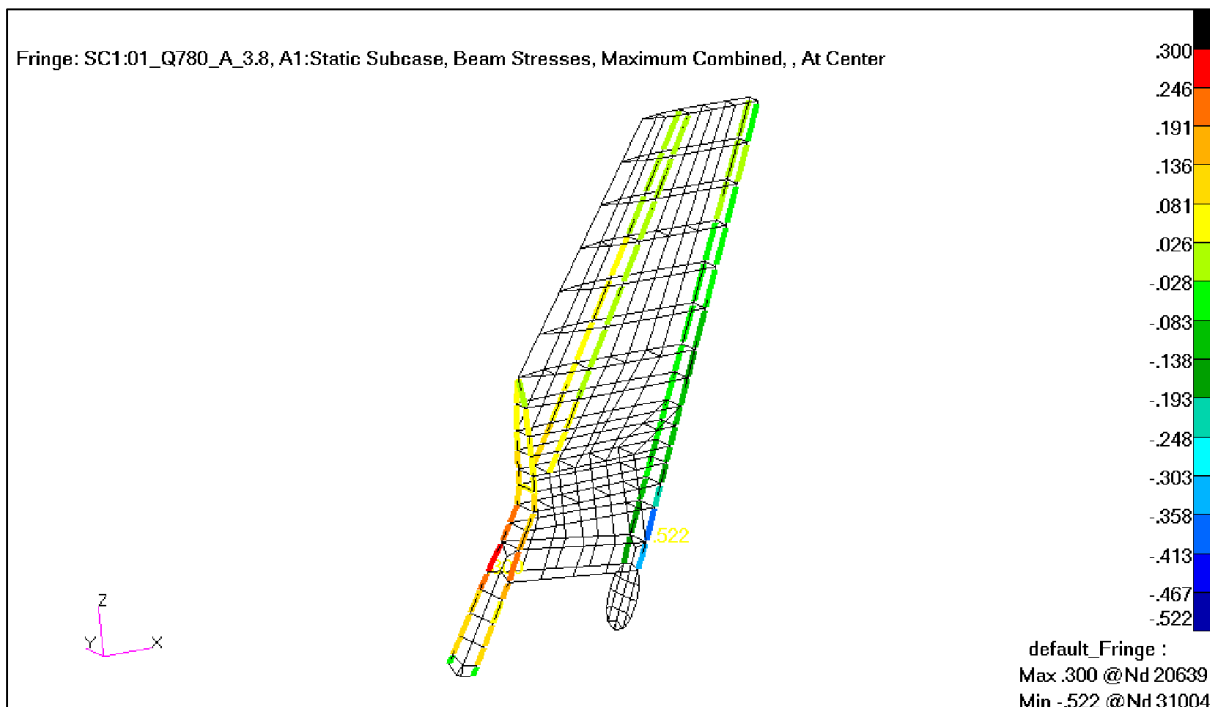 Fringe: SC1:01_Q780_A_3.8, A1:Static Subcase, Beam Stresses, Maximum Combined, , At Center
.300
.246
.191
.136
.081
.026
-.028
-.083
-.138
-.193
-.248
-.303
-.358
-.413
-.467
-.522
.522
Z
Y
X
default_Fringe :
Max .300 @Nd 20639
Min -.522 @Nd 31004